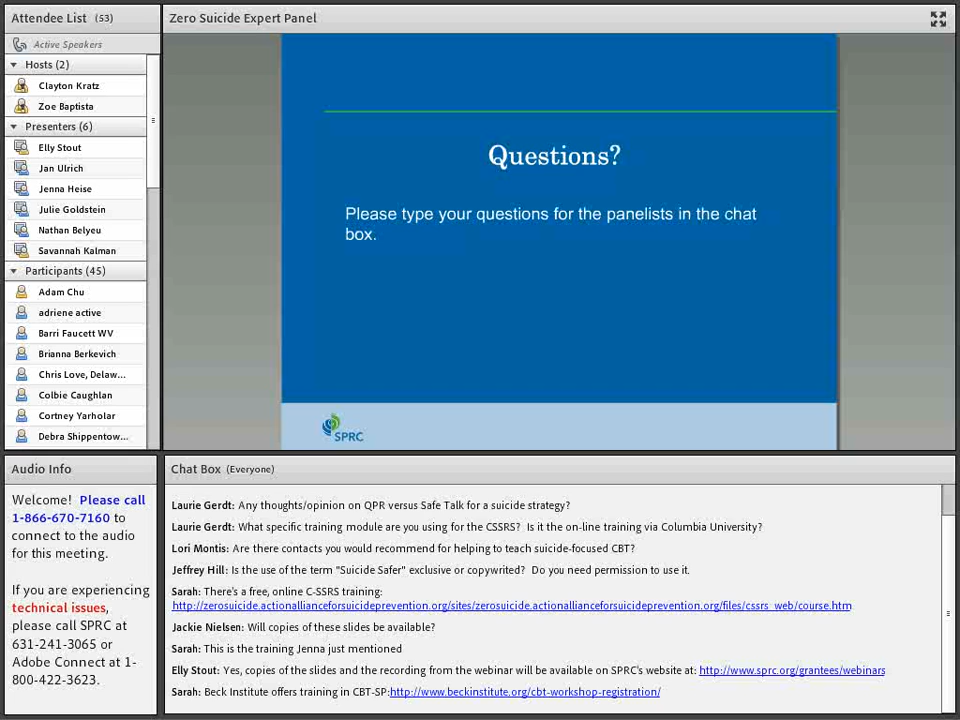 Attendee List (53)
Active Speakers
Hosts (2)
Clayton Kratz
Zoe Baptista
Presenters (6)
Elly Stout
Jan Ulrich
Jenna Heise
Julie Goldstein
Nathan Belyeu
Savannah Kalman
Participants (45)
Adam Chu
adriene active
Barri Faucett WV
Brianna Berkevich
Chris Love, Delaw...
Colbie Caughlan
Cortney Yarholar
Debra Shippentow...
Zero Suicide Expert Panel
Questions?
Please type your questions for the panelists in the chat
box.
SPRC
Audio Info
Welcome! Please call
1-866-670-7160 to
connect to the audio
for this meeting.
If you are experiencing
technical issues,
please call SPRC at
631-241-3065 or
Adobe Connect at 1-
800-422-3623.
Chat Box (Everyone)
Laurie Gerdt: Any thoughts/opinion on QPR versus Safe Talk for a suicide strategy?
Laurie Gerdt: What specific training module are you using for the CSSRS? Is it the on-line training via Columbia University?
Lori Montis: Are there contacts you would recommend for helping to teach suicide-focused CBT?
Jeffrey Hill: Is the use of the term "Suicide Safer" exclusive or copywrited? Do you need permission to use it.
Sarah: There's a free, online C-SSRS training:
http://zerosuicide.actionallianceforsuicideprevention.org/sites/zerosuicide.actionallianceforsuicideprevention.org/files/cssrs_web/course.htm
Jackie Nielsen: Will copies of these slides be available?
Sarah: This is the training Jenna just mentioned
Elly Stout: Yes, copies of the slides and the recording from the webinar will be available on SPRC's website at: http://www.sprc.org/grantees/webinars
Sarah: Beck Institute offers training in CBT-SP:http://www.beckinstitute.org/cbt-workshop-registration/